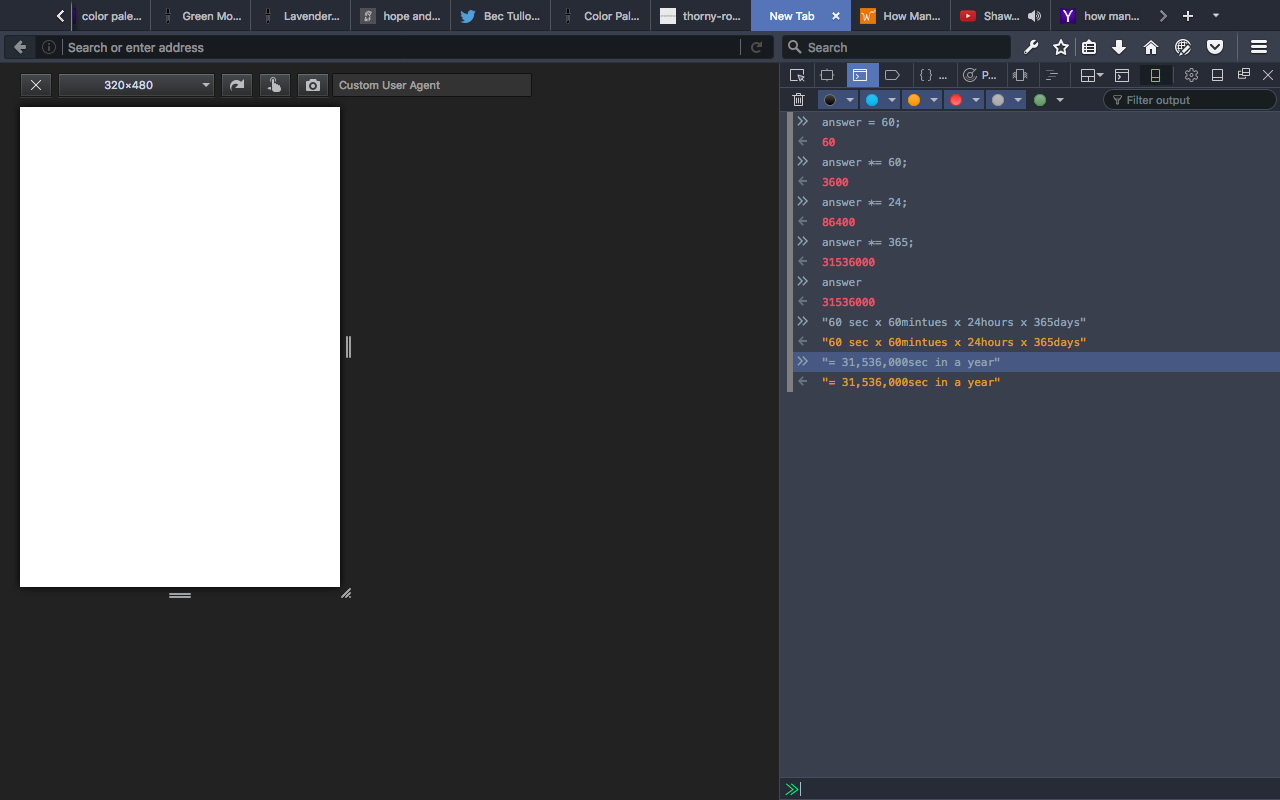 color pale...
Green Mo...
Lavender...
hope and...
Bec Tullo...
Color Pal...
thorny-ro...
New Tab
How Man...
Shaw...
how man...
Search or enter address
Search
320×480
Custom User Agent
{ } ...
P...
Filter output
answer = 60;
60
answer *= 60;
3600
answer *= 24;
86400
answer *= 365;
31536000
answer
31536000
"60 sec x 60mintues x 24hours x 365days"
"60 sec x 60mintues x 24hours x 365days"
"= 31,536,000sec in a year"
"= 31,536,000sec in a year"